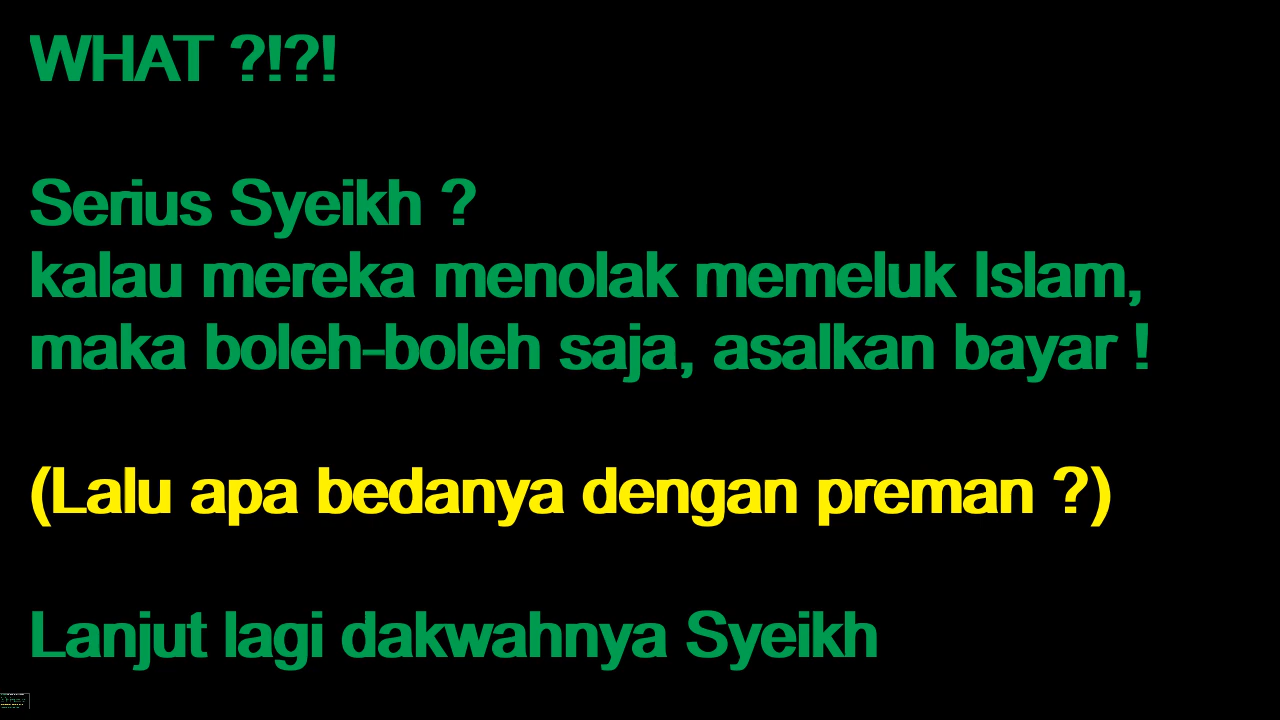 WHAT ?!?!
Serius Syeikh ?
kalau mereka menolak memeluk Islam,
maka boleh-boleh saja, asalkan bayar !
(Lalu apa bedanya dengan preman ?)
Lanjut lagi dakwahnya Syeikh